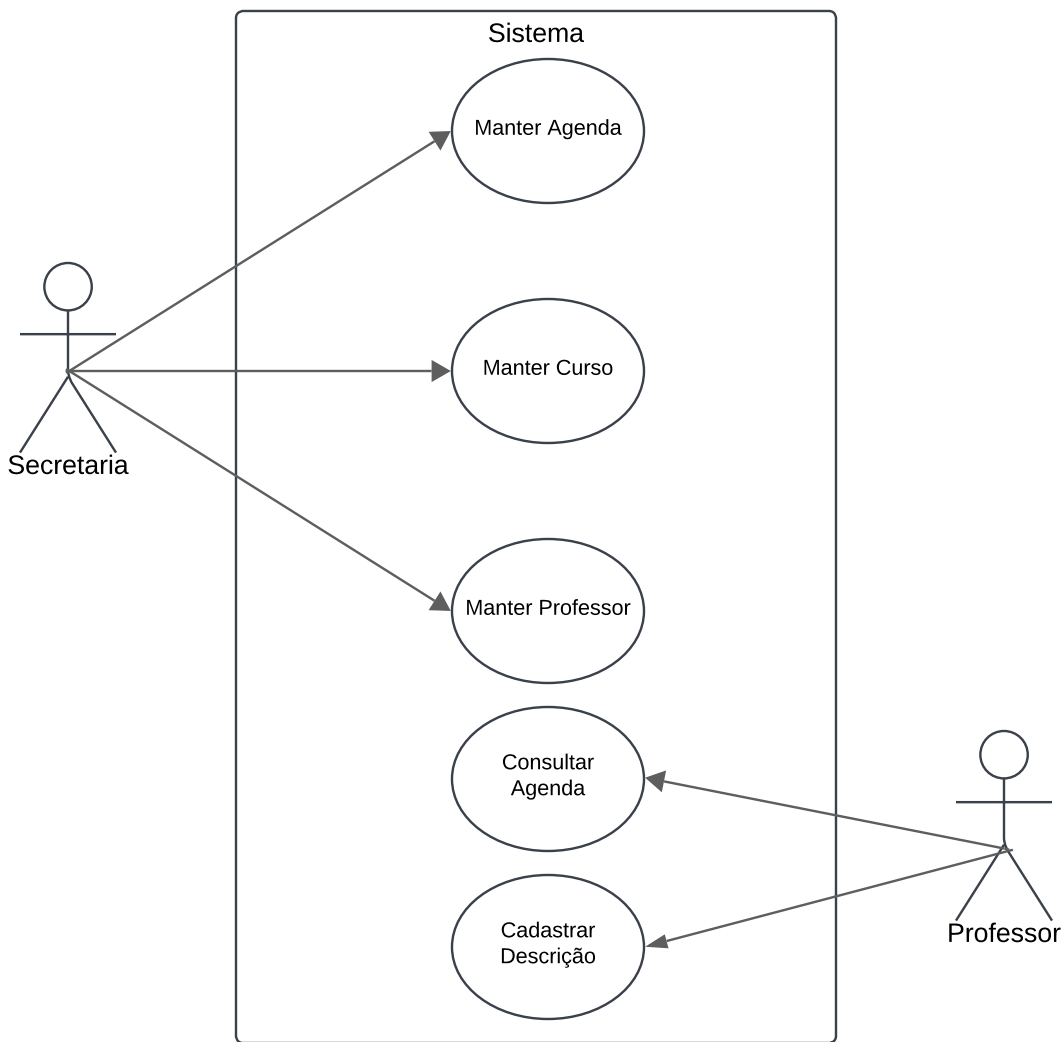 Sistema
Manter Agenda
Manter Curso
Secretaria
Manter Professor
Consultar
Agenda
Cadastrar
Descrição
Professor